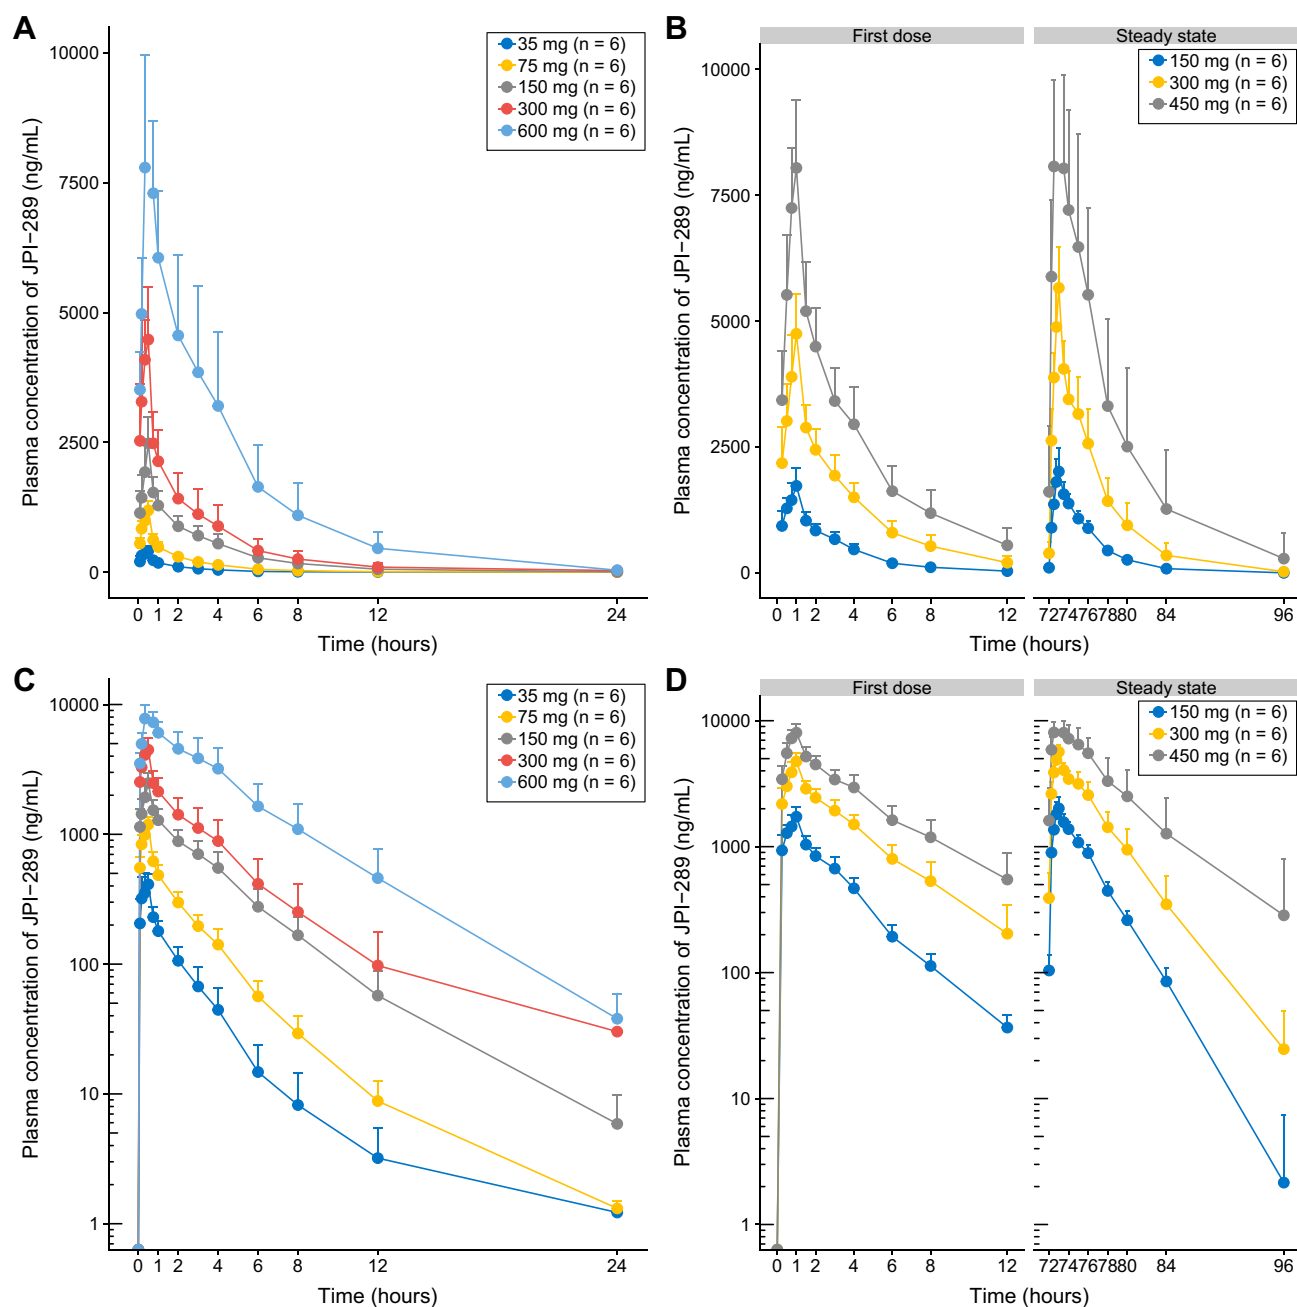 A
Plasma concentration of JPI−289 (ng/mL)
10000
7500
5000
2500
0
35 mg (n = 6)
75 mg (n = 6)
150 mg (n = 6)
300 mg (n = 6)
600 mg (n = 6)
0 1 2 4 6 8 12 24
Time (hours)
B
First dose
Steady state
Plasma concentration of JPI−289 (ng/mL)
10000
7500
5000
2500
0
150 mg (n = 6)
300 mg (n = 6)
450 mg (n = 6)
0 1 2 4 6 8 12
727476788084 96
Time (hours)
C
Plasma concentration of JPI−289 (ng/mL)
10000
1000
100
10
1
35 mg (n = 6)
75 mg (n = 6)
150 mg (n = 6)
300 mg (n = 6)
600 mg (n = 6)
0 1 2 4 6 8 12 24
Time (hours)
D
First dose
Steady state
Plasma concentration of JPI−289 (ng/mL)
10000
1000
100
10
1
150 mg (n = 6)
300 mg (n = 6)
450 mg (n = 6)
0 1 2 4 6 8 12
727476788084 96
Time (hours)